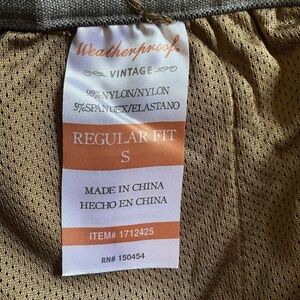 Weatherproof
VINTAGE
95% NYLON/NYLON
5% SPANDEX/ELASTANO
REGULAR FIT
S
MADE IN CHINA
HECHO EN CHINA
ITEM# 1712425
RN# 150454